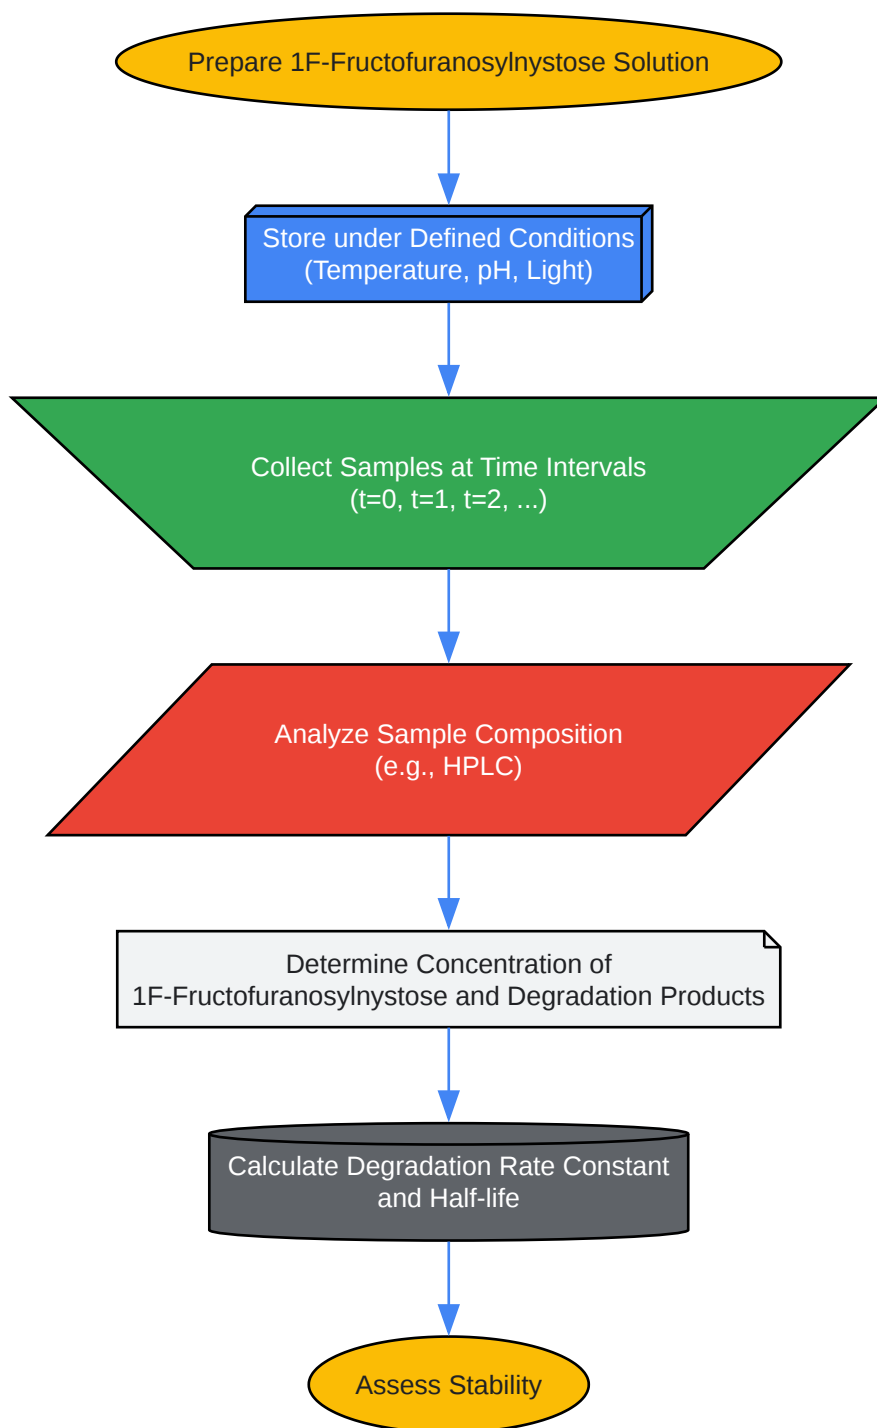 Prepare 1F-Fructofuranosylnystose Solution
Store under Defined Conditions
(Temperature, pH, Light)
Collect Samples at Time Intervals
(t=0, t=1, t=2, ...)
Analyze Sample Composition
(e.g., HPLC)
Determine Concentration of
1F-Fructofuranosylnystose and Degradation Products
Calculate Degradation Rate Constant
and Half-life
Assess Stability